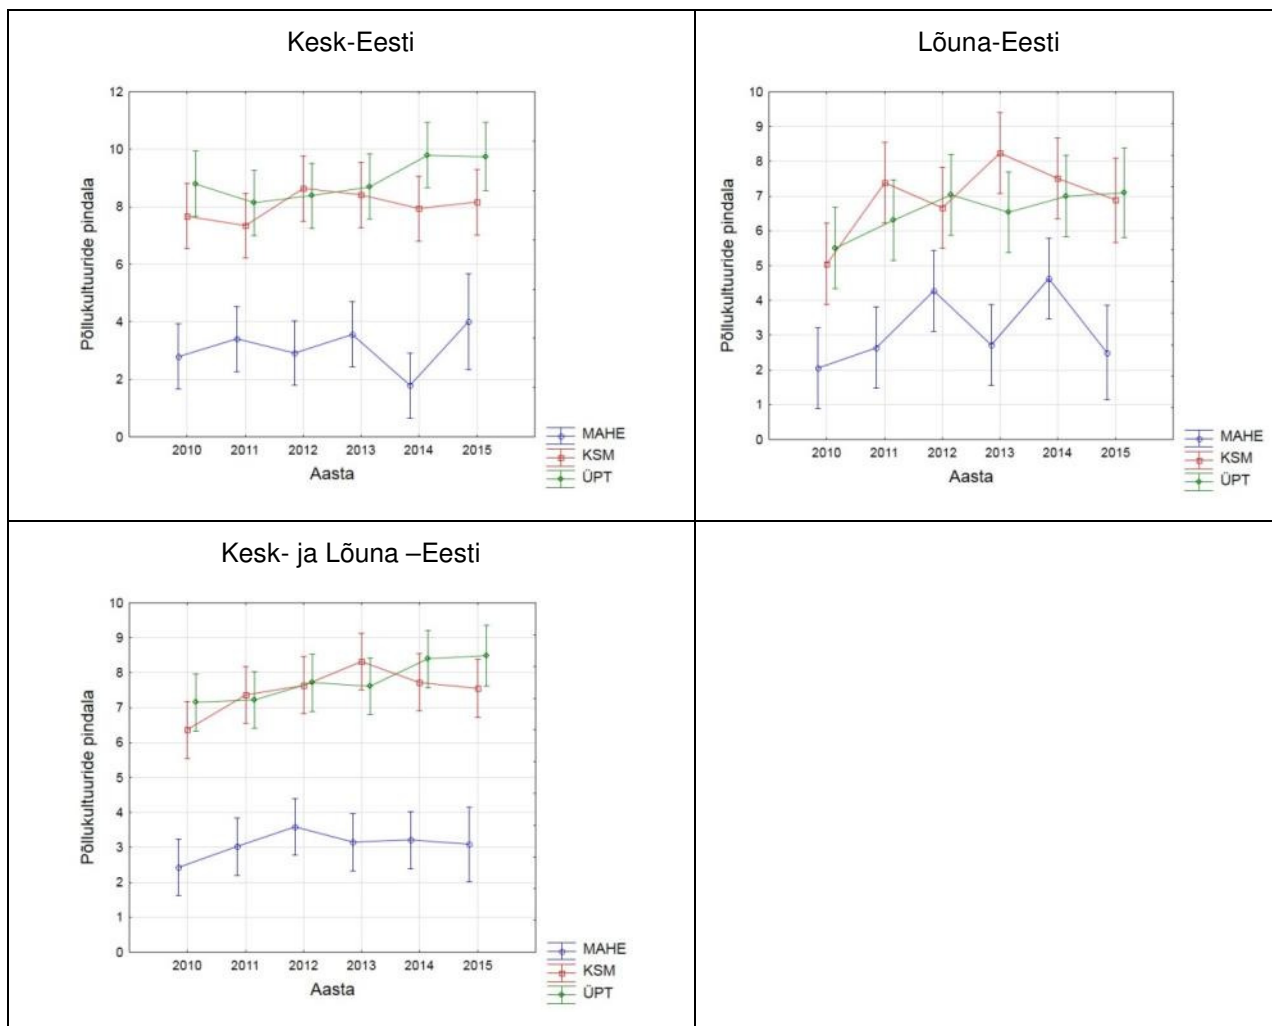 Kesk-Eesti
12
10
8
6
4
2
0
Põllukultuuride pindala
2010 2011 2012 2013 2014 2015
Aasta
MAHE
KSM
ÜPT
Lõuna-Eesti
10
9
8
7
6
5
4
3
2
1
0
Põllukultuuride pindala
2010 2011 2012 2013 2014 2015
Aasta
MAHE
KSM
ÜPT
Kesk- ja Lõuna –Eesti
10
9
8
7
6
5
4
3
2
1
0
Põllukultuuride pindala
2010 2011 2012 2013 2014 2015
Aasta
MAHE
KSM
ÜPT